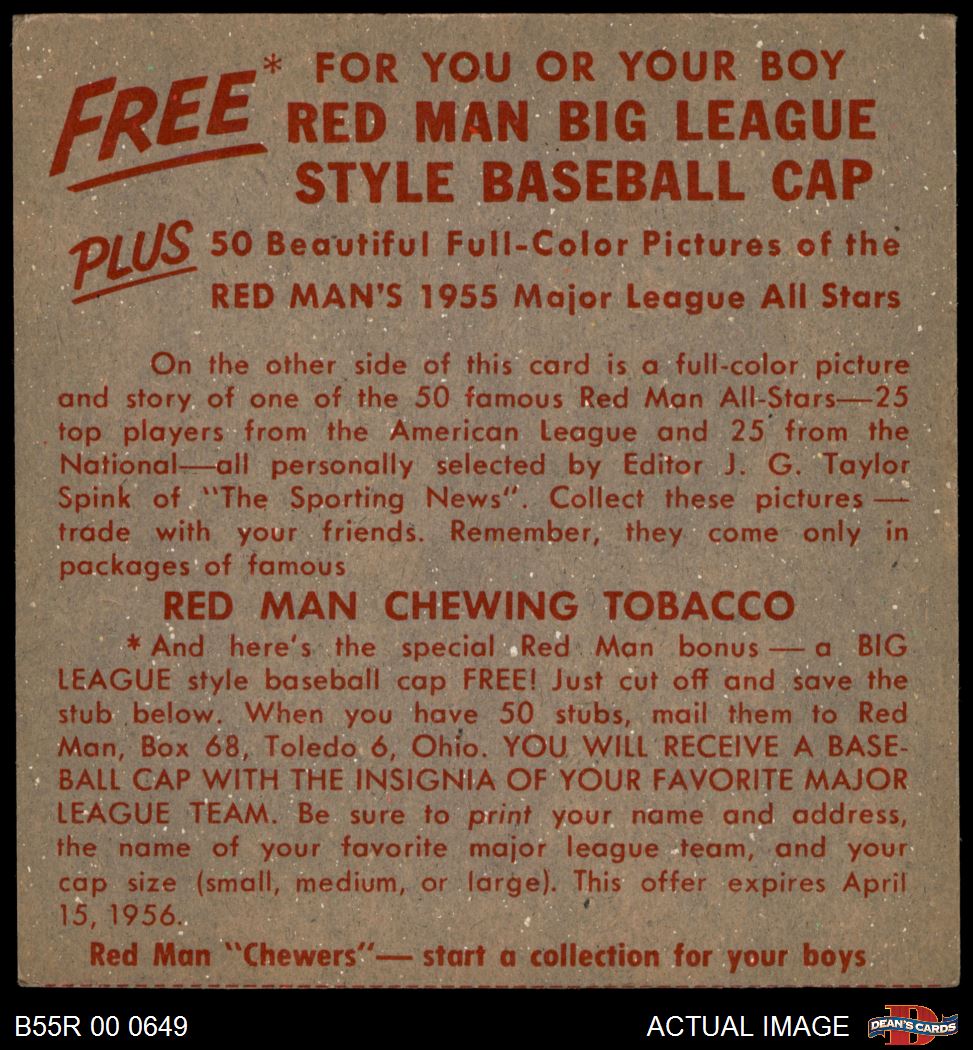 FREE* FOR YOU OR YOUR BOY
RED MAN BIG LEAGUE
STYLE BASEBALL CAP
PLUS 50 Beautiful Full-Color Pictures of the
RED MAN'S 1955 Major League All Stars
On the other side of this card is a full-color picture
and story of one of the 50 famous Red Man All-Stars—25
top players from the American League and 25 from the
National—all personally selected by Editor J. G. Taylor
Spink of "The Sporting News". Collect these pictures —
trade with your friends. Remember, they come only in
packages of famous
RED MAN CHEWING TOBACCO
* And here's the special Red Man bonus — a BIG
LEAGUE style baseball cap FREE! Just cut off and save the
stub below. When you have 50 stubs, mail them to Red
Man, Box 68, Toledo 6, Ohio. YOU WILL RECEIVE A BASE-
BALL CAP WITH THE INSIGNIA OF YOUR FAVORITE MAJOR
LEAGUE TEAM. Be sure to print your name and address,
the name of your favorite major league team, and your
cap size (small, medium, or large). This offer expires April
15, 1956.
Red Man "Chewers"— start a collection for your boys
B55R 00 0649
ACTUAL IMAGE
D
DEAN'S CARDS